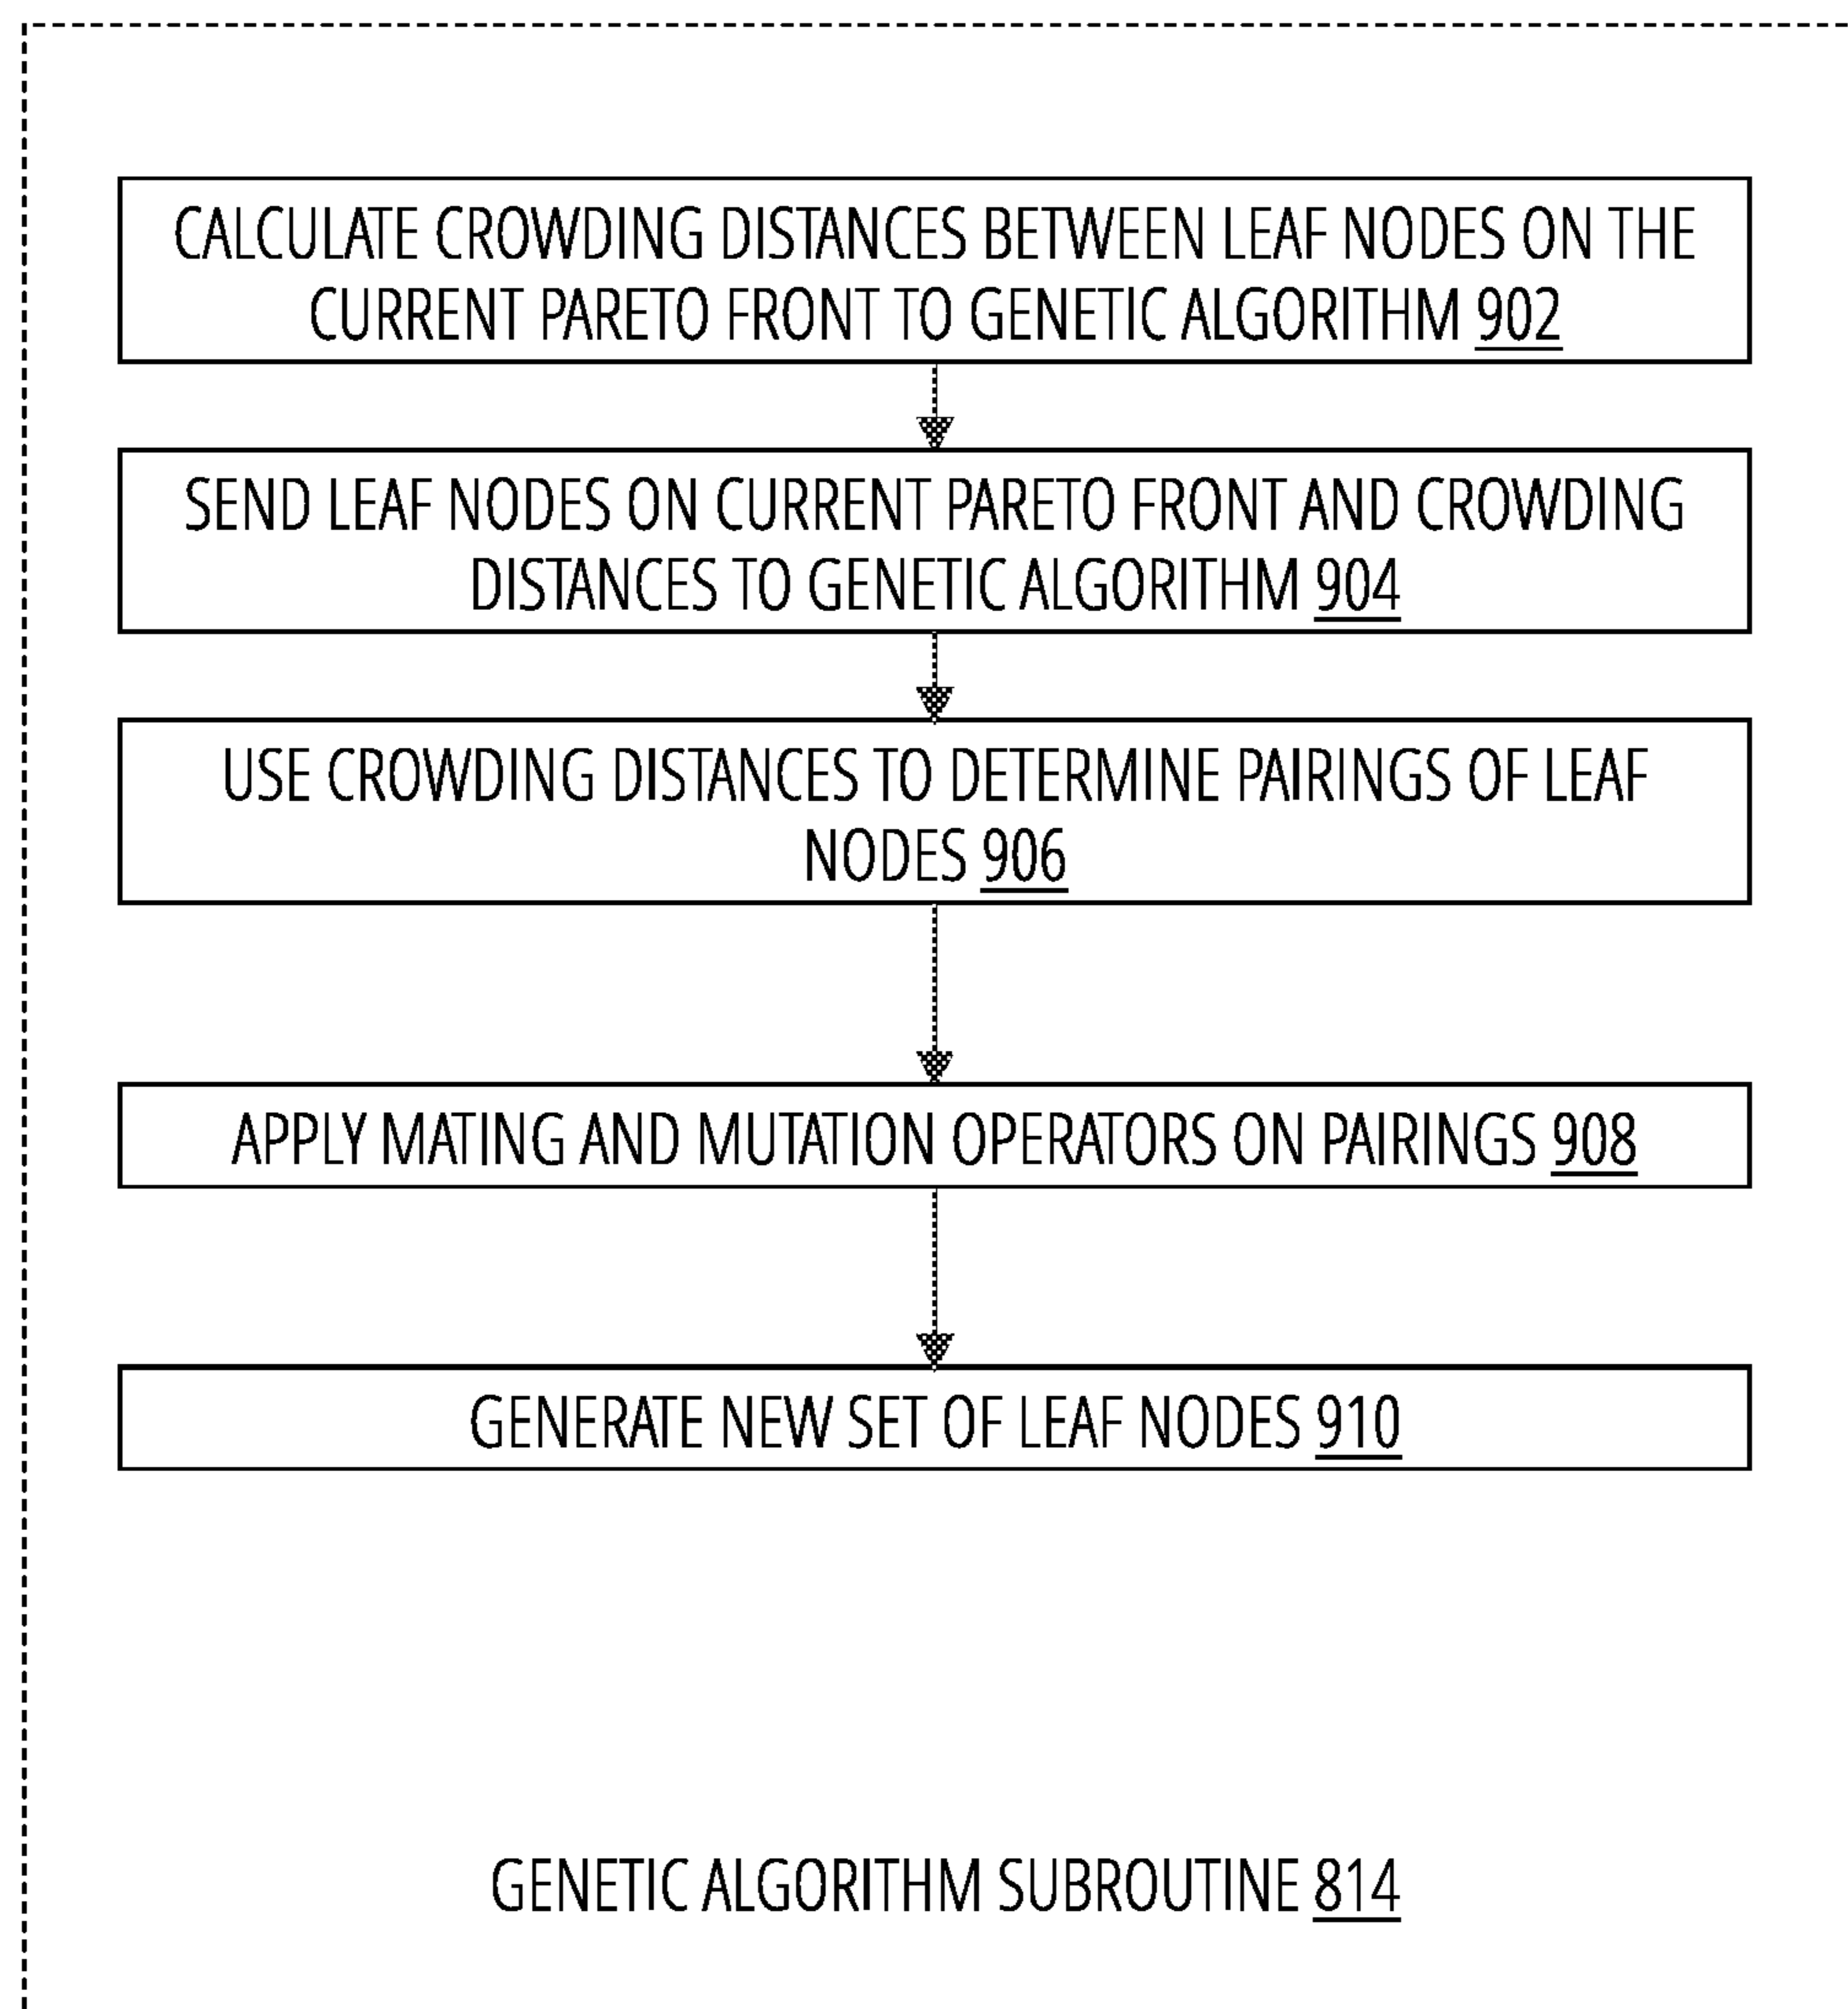 CALCULATE CROWDING DISTANCES BETWEEN LEAF NODES ON THE
CURRENT PARETO FRONT TO GENETIC ALGORITHM 902
SEND LEAF NODES ON CURRENT PARETO FRONT AND CROWDING
DISTANCES TO GENETIC ALGORITHM 904
USE CROWDING DISTANCES TO DETERMINE PAIRINGS OF LEAF
NODES 906
APPLY MATING AND MUTATION OPERATORS ON PAIRINGS 908
GENERATE NEW SET OF LEAF NODES 910
GENETIC ALGORITHM SUBROUTINE 814